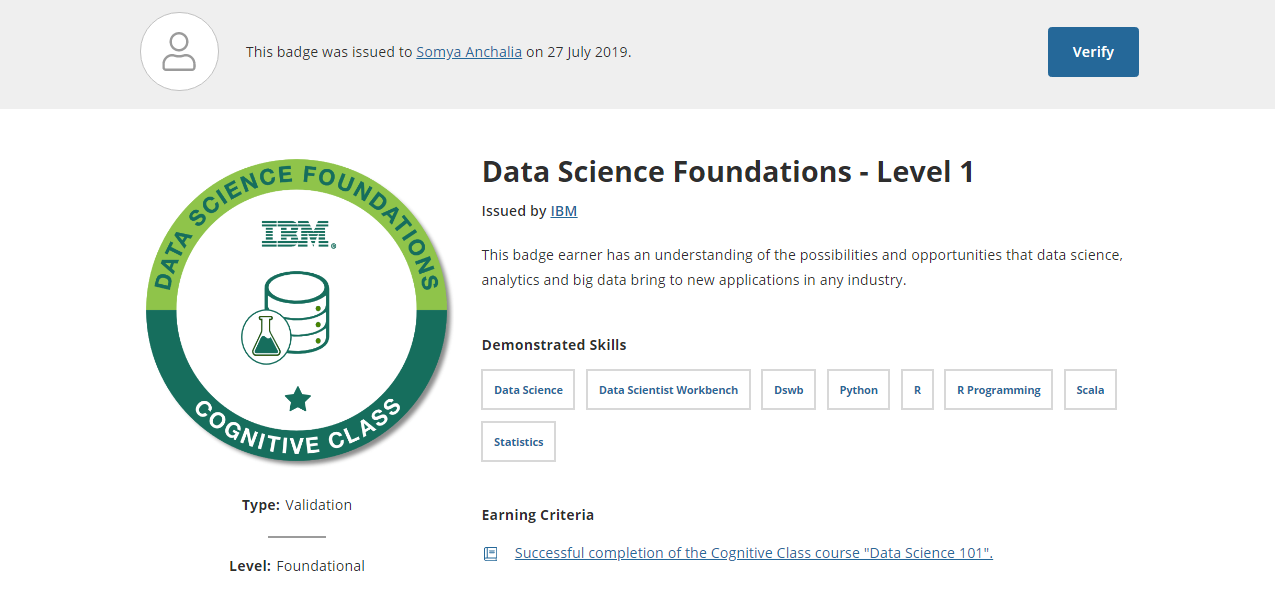 This badge was issued to Somya Anchalia on 27 July 2019.
Verify
DATA SCIENCE FOUNDATIONS
IBM®
COGNITIVE CLASS
Type: Validation
Level: Foundational
Data Science Foundations - Level 1
Issued by IBM
This badge earner has an understanding of the possibilities and opportunities that data science,
analytics and big data bring to new applications in any industry.
Demonstrated Skills
Data Science Data Scientist Workbench Dswb Python R R Programming Scala
Statistics
Earning Criteria
Successful completion of the Cognitive Class course "Data Science 101".